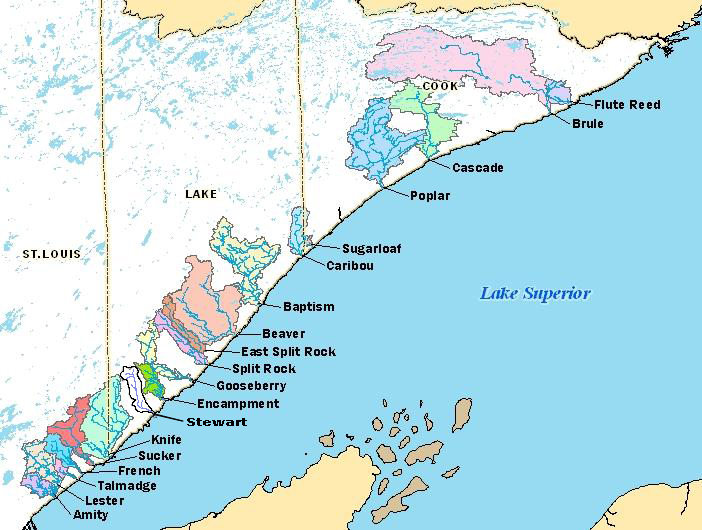 COOK
Flute Reed
Brule
Cascade
LAKE
Poplar
Sugarloaf
ST.LOUIS
Caribou
Lake Superior
Baptism
Beaver
East Split Rock
Split Rock
Gooseberry
Encampment
Stewart
Knife
Sucker
French
Talmadge
Lester
Amity